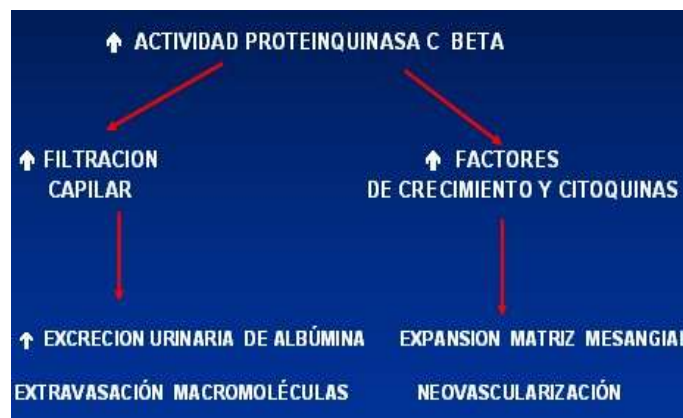 ↑ ACTIVIDAD PROTEINQUINASA C BETA
↑ FILTRACION
CAPILAR
↑ FACTORES
DE CRECIMIENTO Y CITOQUINAS
↑ EXCRECION URINARIA DE ALBÚMINA
EXTRAVASACIÓN MACROMOLÉCULAS
EXPANSION MATRIZ MESANGIAL
NEOVASCULARIZACIÓN